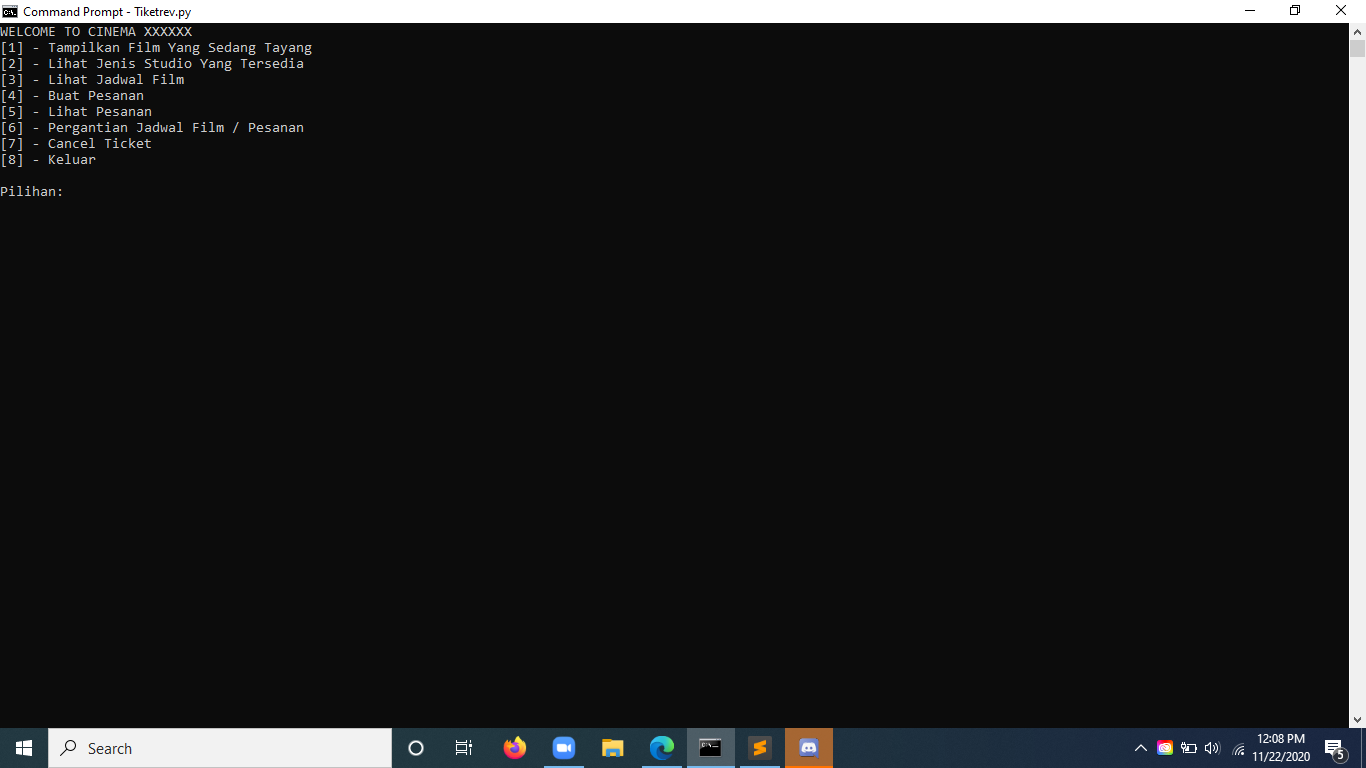 Command Prompt - Tiketrev.py
WELCOME TO CINEMA XXXXXX
[1] - Tampilkan Film Yang Sedang Tayang
[2] - Lihat Jenis Studio Yang Tersedia
[3] - Lihat Jadwal Film
[4] - Buat Pesanan
[5] - Lihat Pesanan
[6] - Pergantian Jadwal Film / Pesanan
[7] - Cancel Ticket
[8] - Keluar
Pilihan:
Search
12:08 PM
11/22/2020
5